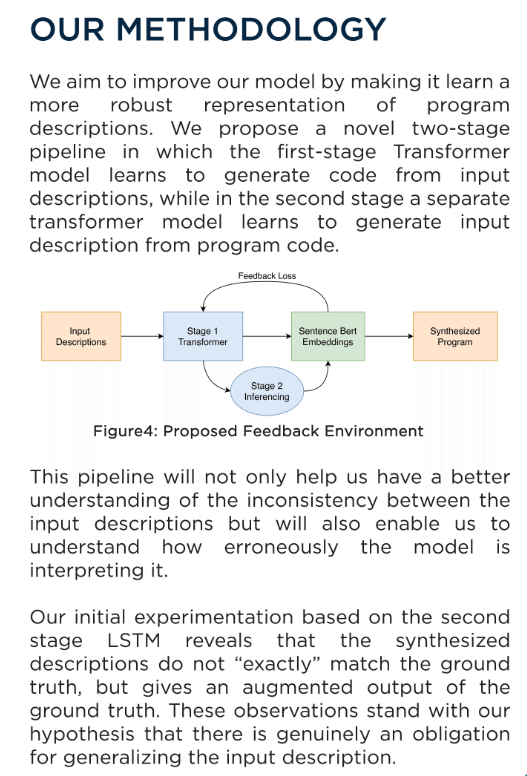 OUR METHODOLOGY
We aim to improve our model by making it learn a
more robust representation of program
descriptions. We propose a novel two-stage
pipeline in which the first-stage Transformer
model learns to generate code from input
descriptions, while in the second stage a separate
transformer model learns to generate input
description from program code.
Feedback Loss
Input
Descriptions
Stage 1
Transformer
Sentence Bert
Embeddings
Synthesized
Program
Stage 2
Inferencing
Figure4: Proposed Feedback Environment
This pipeline will not only help us have a better
understanding of the inconsistency between the
input descriptions but will also enable us to
understand how erroneously the model is
interpreting it.
Our initial experimentation based on the second
stage LSTM reveals that the synthesized
descriptions do not “exactly” match the ground
truth, but gives an augmented output of the
ground truth. These observations stand with our
hypothesis that there is genuinely an obligation
for generalizing the input description.